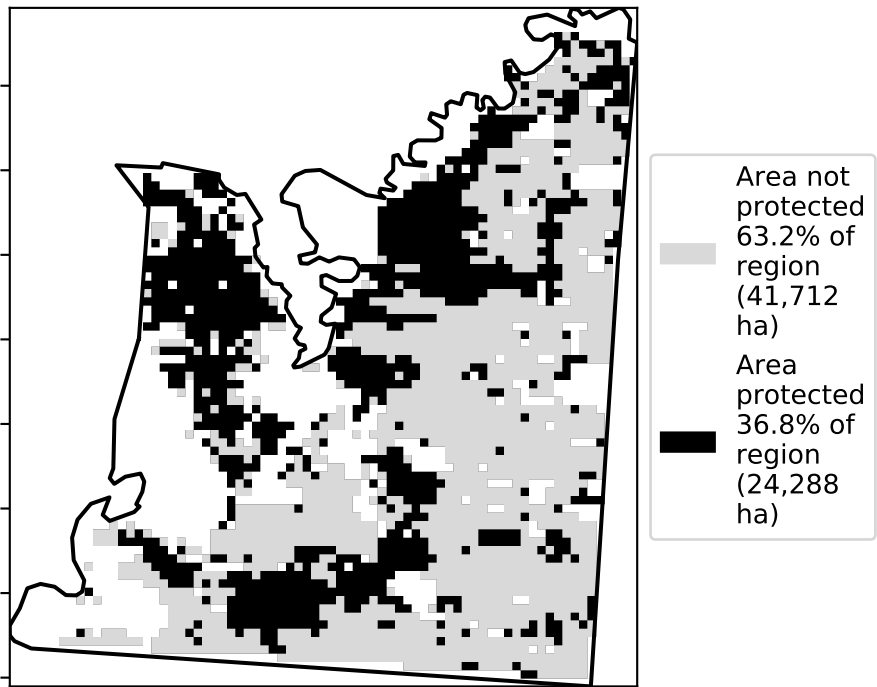 Area not
protected
63.2% of
region
(41,712
ha)
Area
protected
36.8% of
region
(24,288
ha)